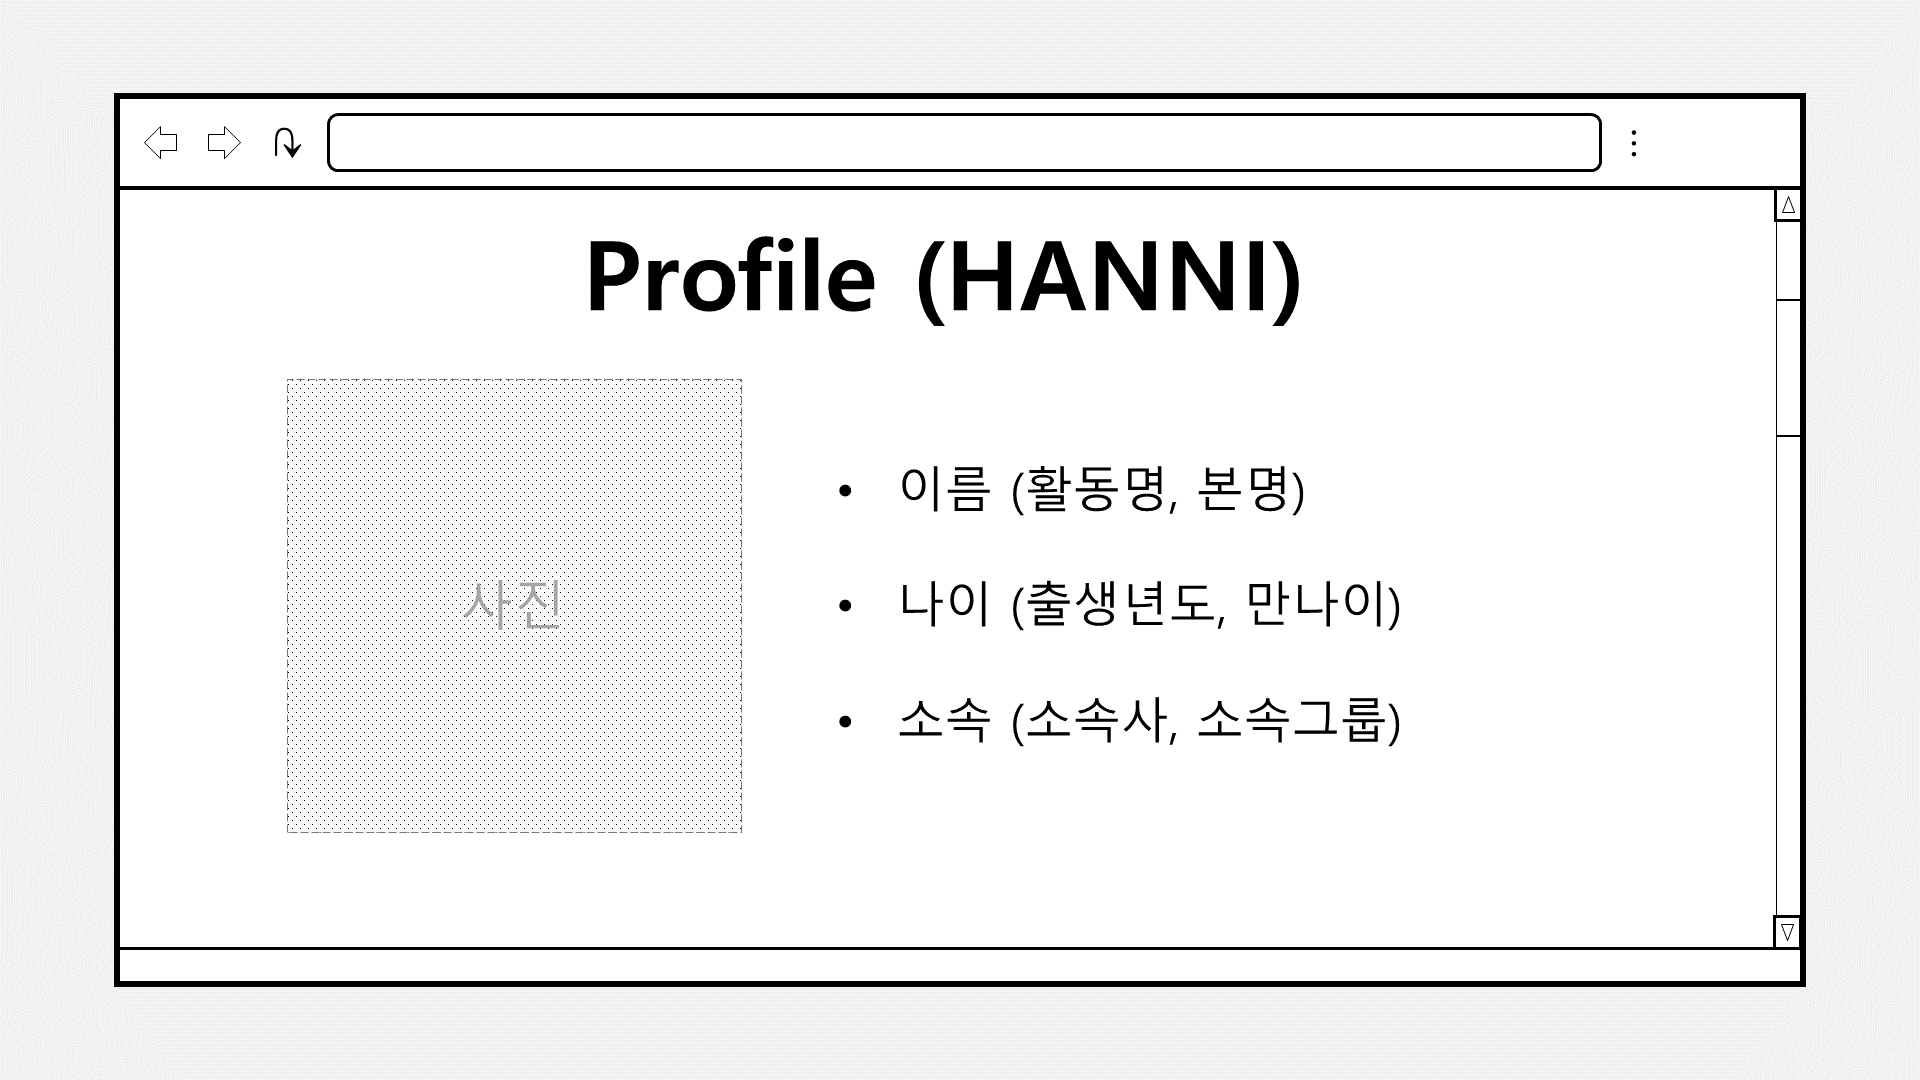 Profile (HANNI)
사진
• 이름 (활동명, 본명)
• 나이 (출생년도, 만나이)
• 소속 (소속사, 소속그룹)